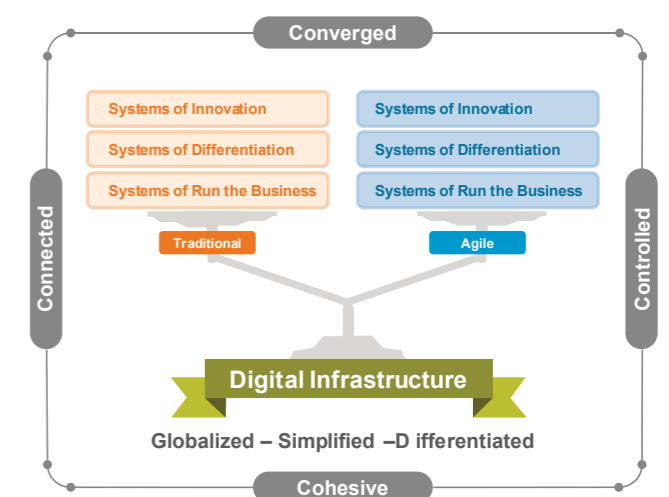 Converged
Systems of Innovation
Systems of Differentiation
Systems of Run the Business
Traditional
Systems of Innovation
Systems of Differentiation
Systems of Run the Business
Agile
Connected
Controlled
Digital Infrastructure
Globalized – Simplified –D ifferentiated
Cohesive